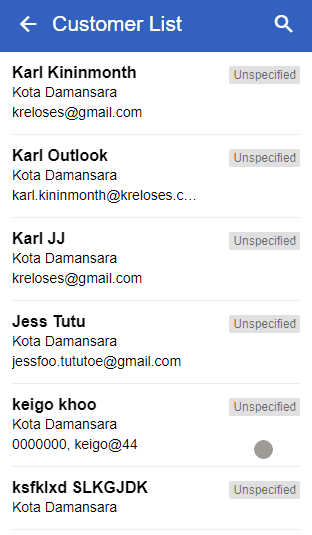 Customer List
Karl Kininmonth
Unspecified
Kota Damansara
kreloses@gmail.com
Karl Outlook
Unspecified
Kota Damansara
karl.kininmonth@kreloses.c...
Karl JJ
Unspecified
Kota Damansara
kreloses@gmail.com
Jess Tutu
Unspecified
Kota Damansara
jessfoo.tututoe@gmail.com
keigo khoo
Unspecified
Kota Damansara
0000000, keigo@44
ksfklxd SLKGJDK
Unspecified
Kota Damansara